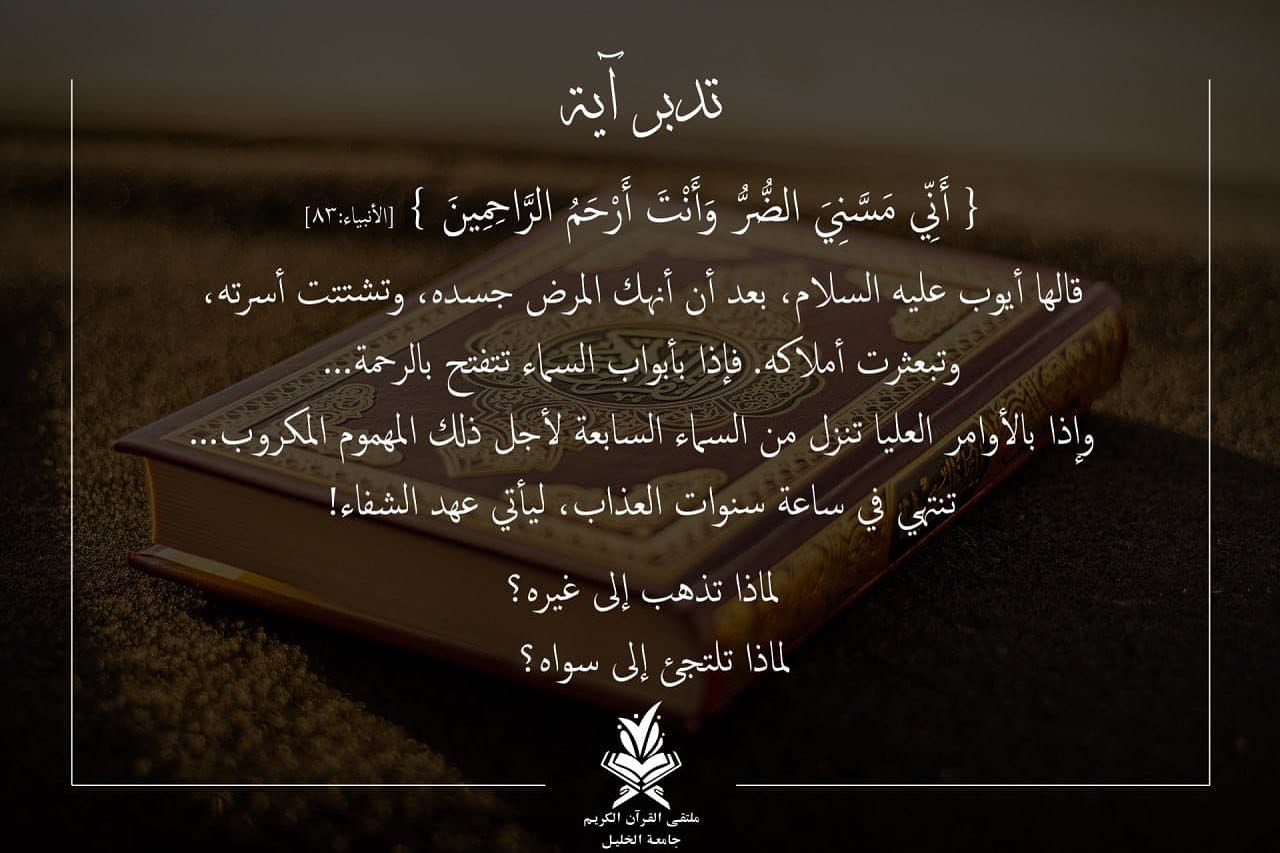 تدبر آية
{ أَنِّي مَسَّنِيَ الضُّرُّ وَأَنْتَ أَرْحَمُ الرَّاحِمِينَ } [الأنبياء:٨٣]
قالها أيوب عليه السلام، بعد أن أنهك المرض جسده، وتشتتت أسرته،
وتبعثرت أملاكه. فإذا بأبواب السماء تتفتح بالرحمة...
وإذا بالأوامر العليا تنزل من السماء السابعة لأجل ذلك المهموم المكروب...
تنتهي في ساعة سنوات العذاب، ليأتي عهد الشفاء!
لماذا تذهب إلى غيره؟
لماذا تلتجئ إلى سواه؟
ملتقى القرآن الكريم
جامعة الخليل